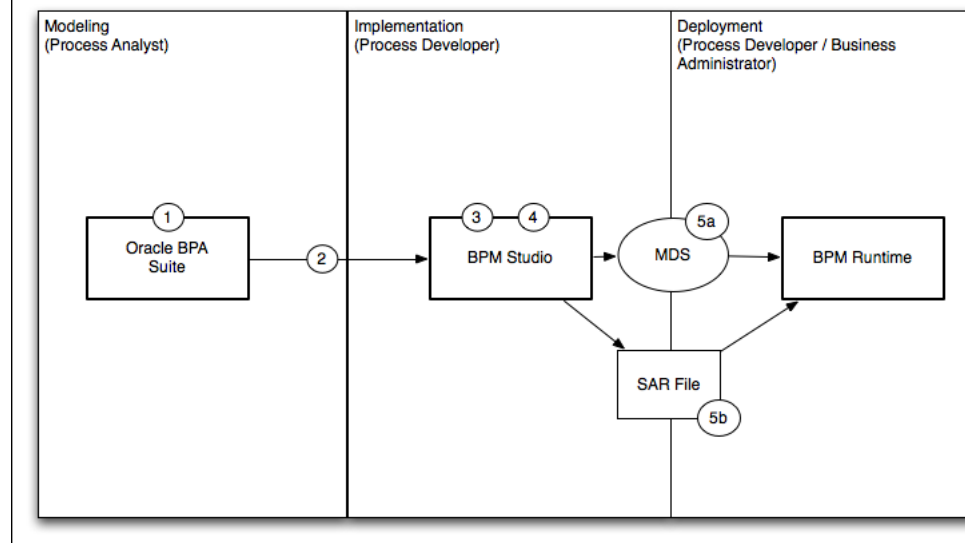 Modeling
(Process Analyst)
Implementation
(Process Developer)
Deployment
(Process Developer / Business
Administrator)
1
Oracle BPA
Suite
2
3
4
BPM Studio
5a
MDS
BPM Runtime
SAR File
5b